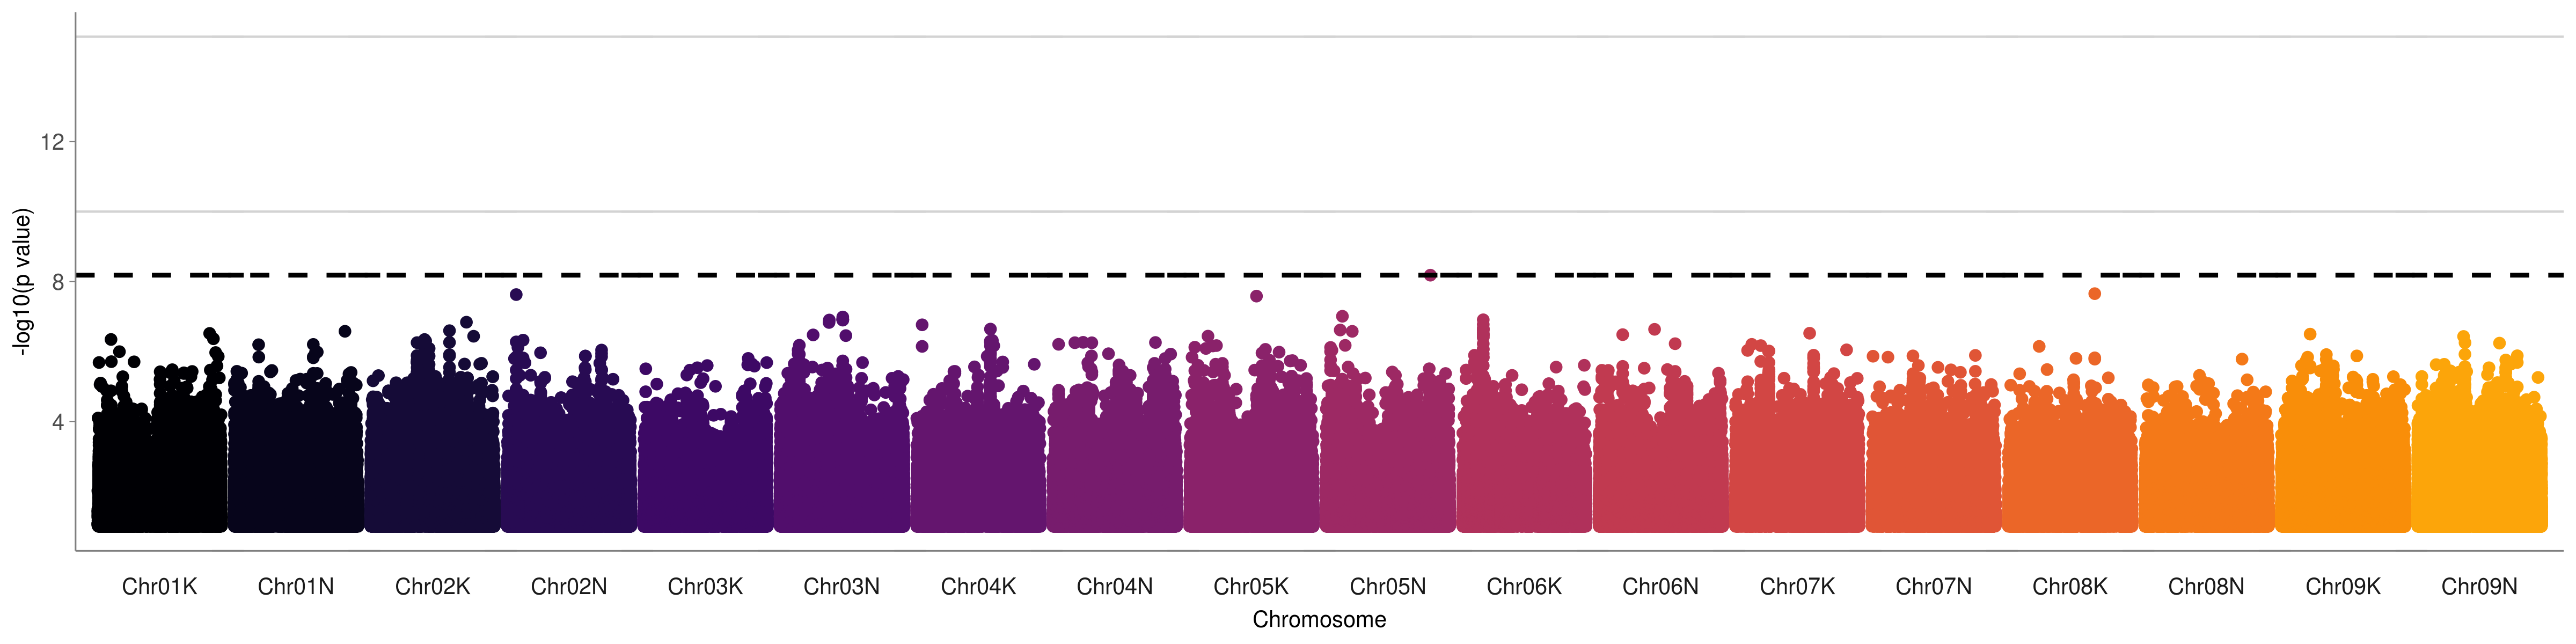 -log10(p value)
12
8
4
Chr01K Chr01N Chr02K Chr02N Chr03K Chr03N Chr04K Chr04N Chr05K Chr05N Chr06K Chr06N Chr07K Chr07N Chr08K Chr08N Chr09K Chr09N
Chromosome